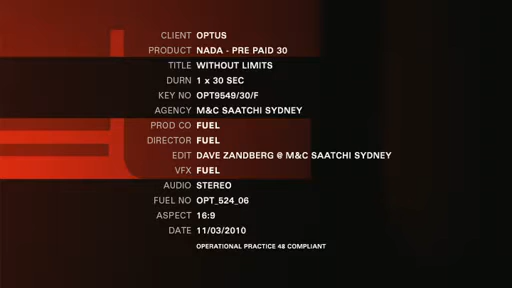 CLIENT OPTUS
PRODUCT NADA - PRE PAID 30
TITLE WITHOUT LIMITS
DURN 1 x 30 SEC
KEY NO OPT9549/30/F
AGENCY M&C SAATCHI SYDNEY
PROD CO FUEL
DIRECTOR FUEL
EDIT DAVE ZANDBERG @ M&C SAATCHI SYDNEY
VFX FUEL
AUDIO STEREO
FUEL NO OPT_524_06
ASPECT 16:9
DATE 11/03/2010
OPERATIONAL PRACTICE 48 COMPLIANT